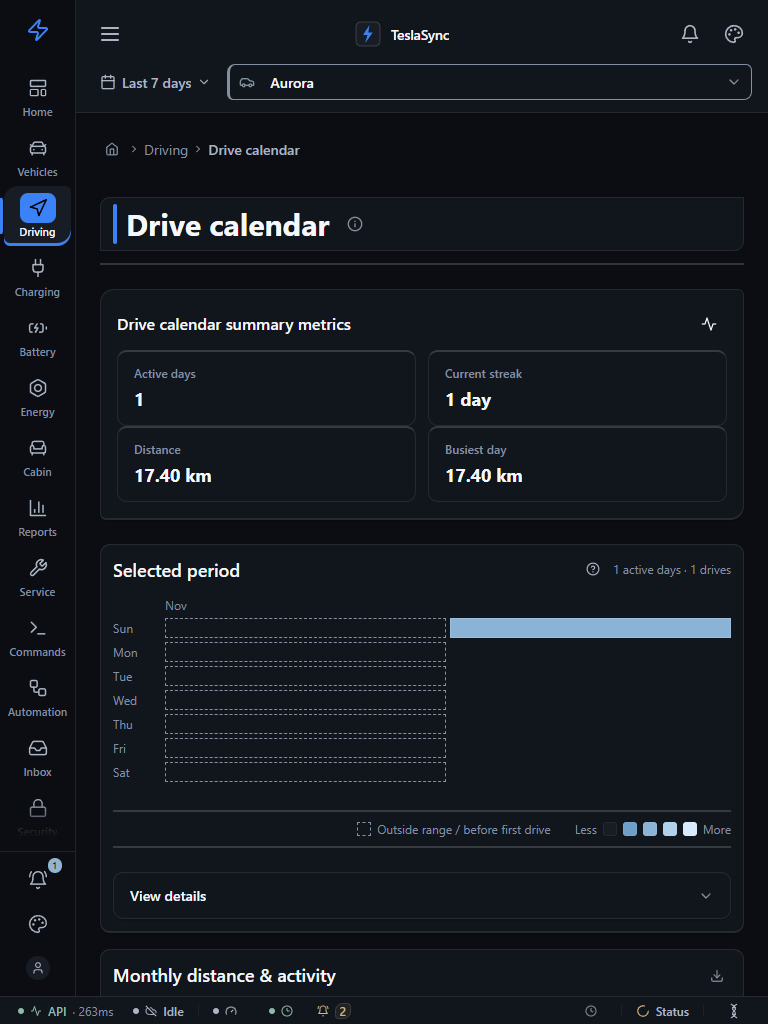 TeslaSync
Last 7 days
Aurora
Home
Vehicles
Driving
Charging
Battery
Energy
Cabin
Reports
Service
Commands
Automation
Inbox
Security
1
Driving
Drive calendar
Drive calendar
Drive calendar summary metrics
Active days
1
Current streak
1 day
Distance
17.40 km
Busiest day
17.40 km
Selected period
1 active days · 1 drives
Nov
Sun
Mon
Tue
Wed
Thu
Fri
Sat
Outside range / before first drive
Less
More
View details
Monthly distance & activity
API · 263ms
Idle
2
Status